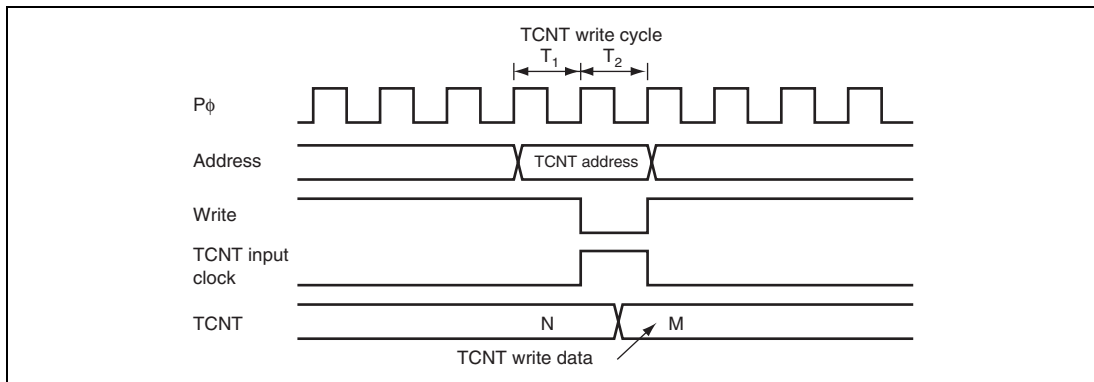 TCNT write cycle
T1 T2
Pϕ
Address
TCNT address
Write
TCNT input
clock
TCNT
N
M
TCNT write data